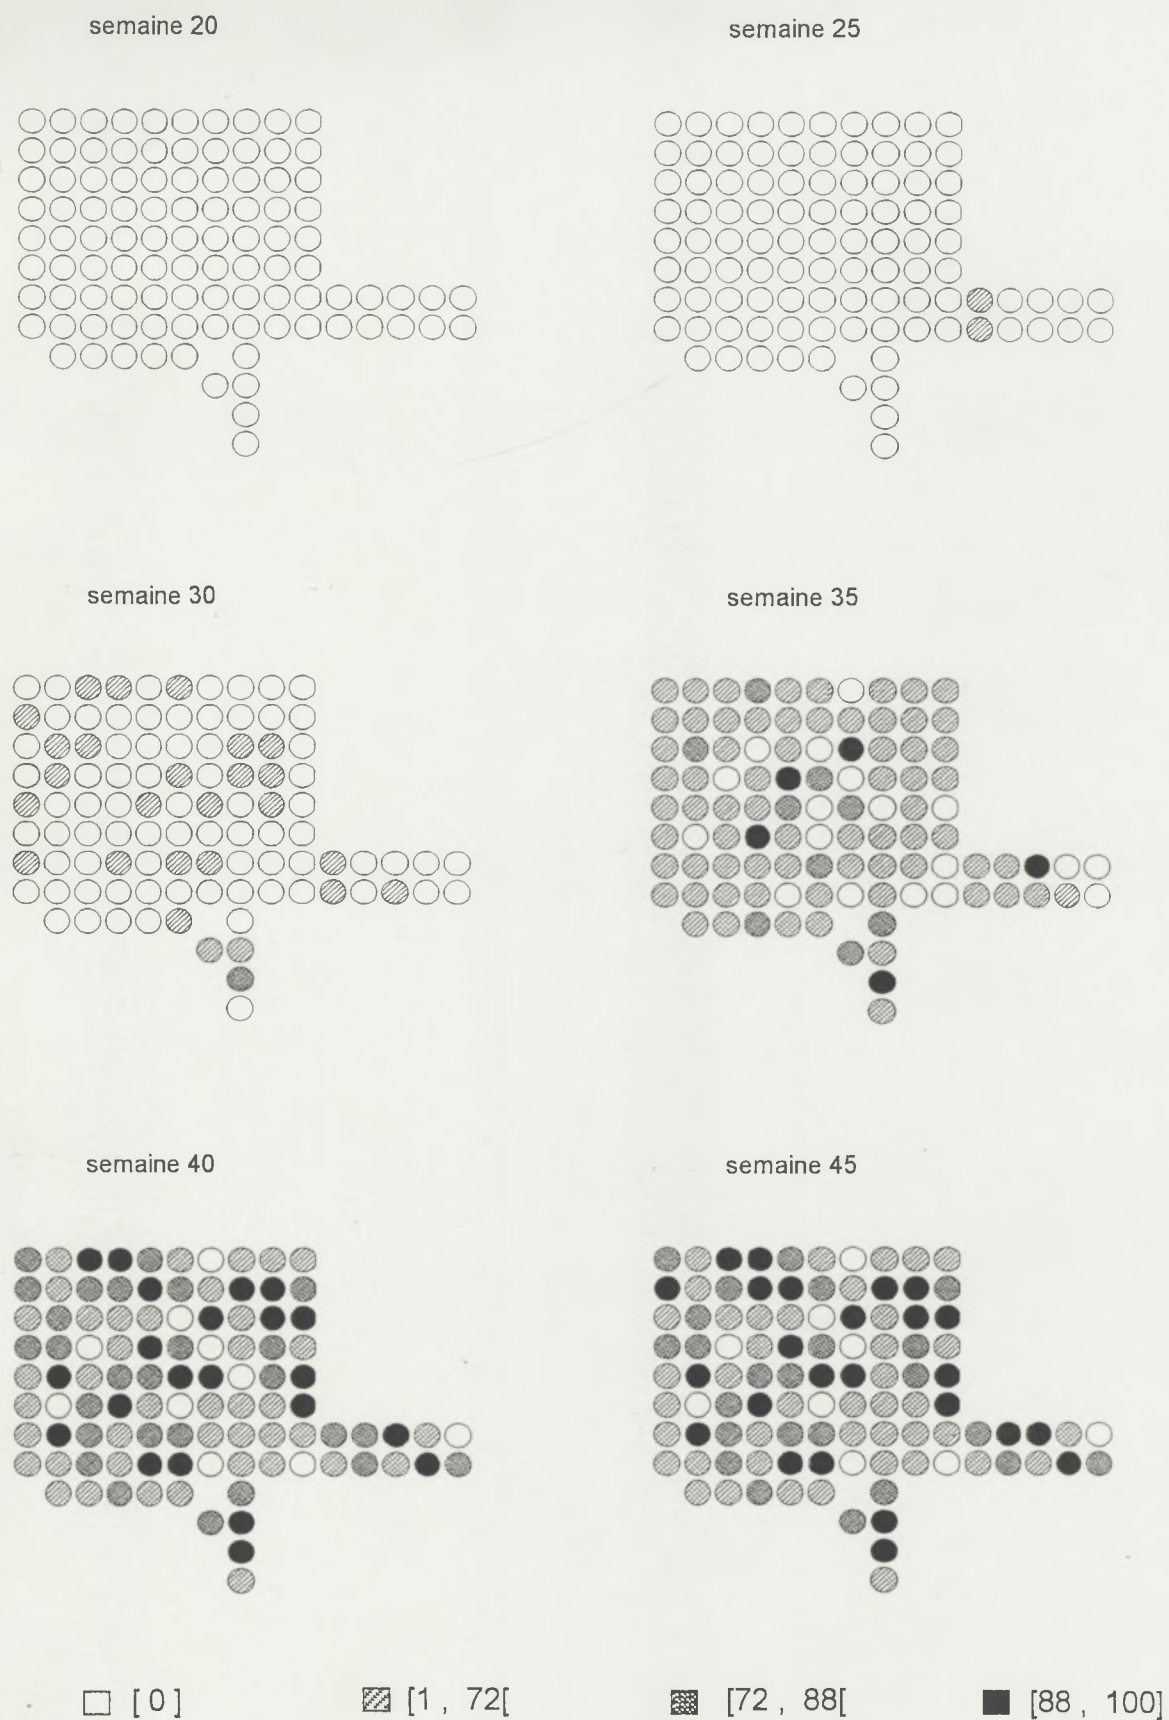 semaine 20
semaine 25
semaine 30
semaine 35
semaine 40
semaine 45
[ 0 ] [1 , 72[ [72 , 88[ [88 , 100]